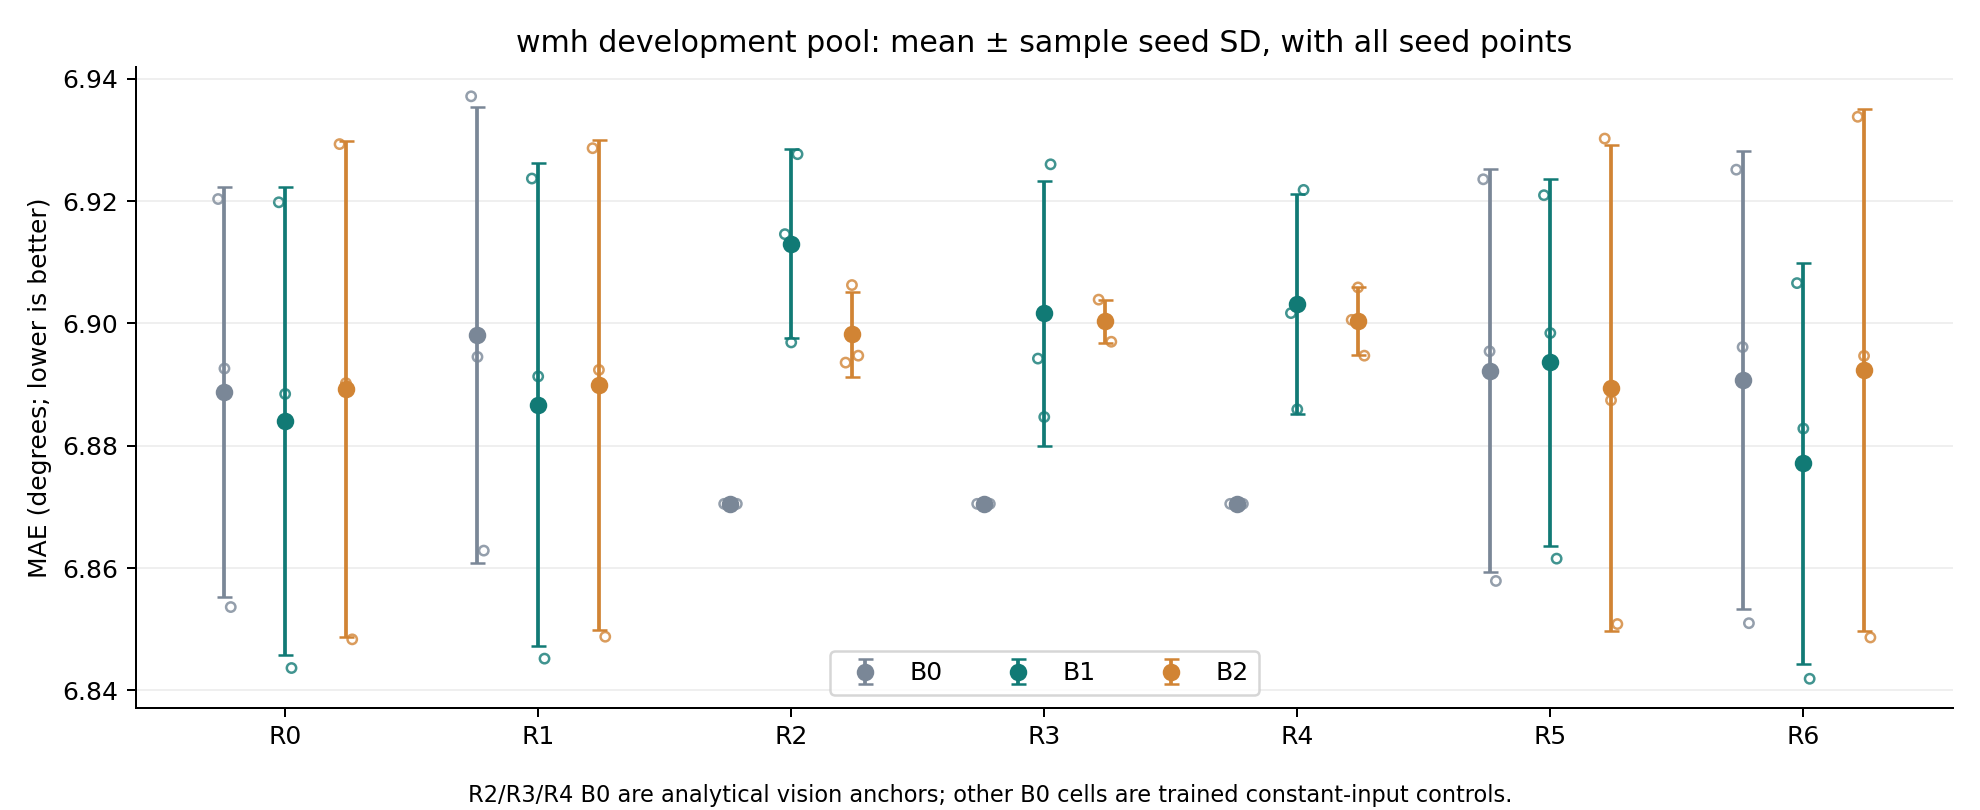 wmh development pool: mean ± sample seed SD, with all seed points
MAE (degrees; lower is better)
6.94
6.92
6.90
6.88
6.86
6.84
B0 B1 B2
R0 R1 R2 R3 R4 R5 R6
R2/R3/R4 B0 are analytical vision anchors; other B0 cells are trained constant-input controls.